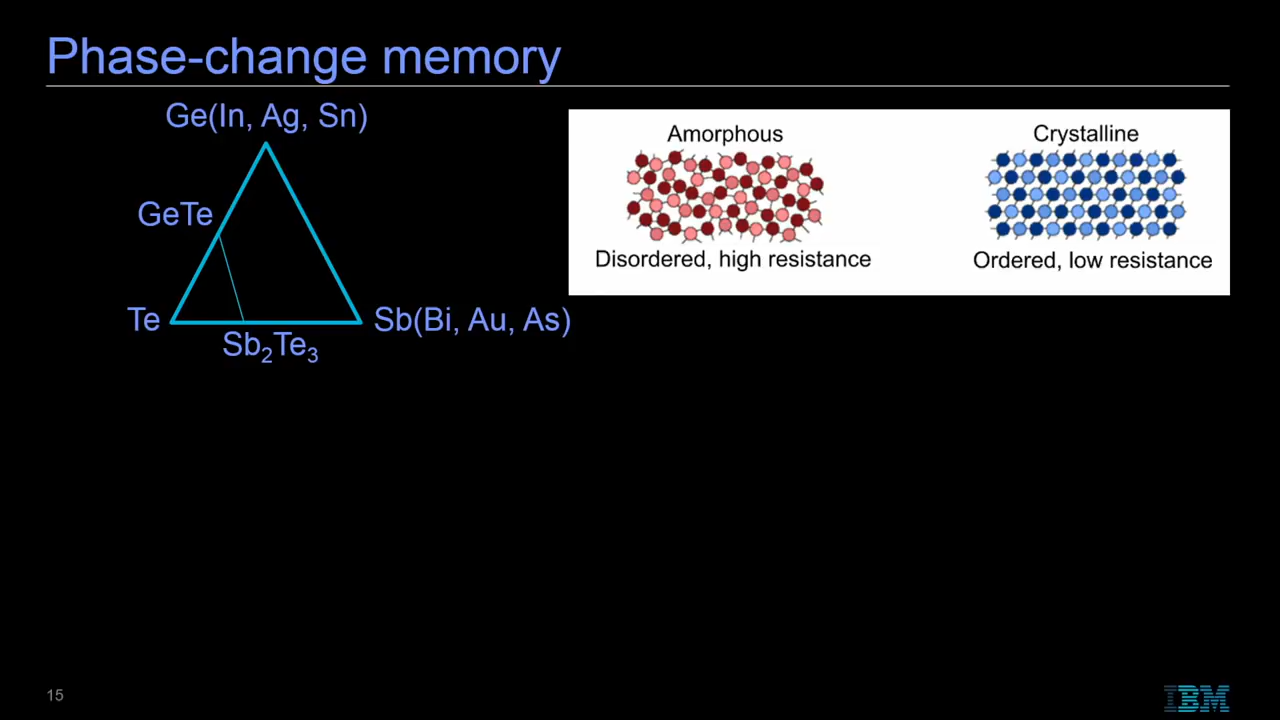 Phase-change memory
Ge(In, Ag, Sn)
GeTe
Te
Sb(Bi, Au, As)
Sb₂Te₃
Amorphous
Disordered, high resistance
Crystalline
Ordered, low resistance
15
IBM